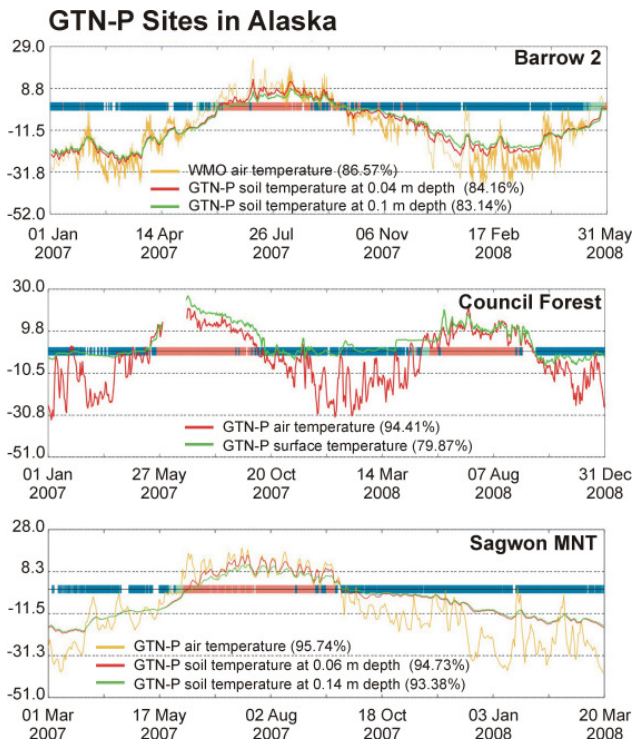 GTN-P Sites in Alaska
29.0
Barrow 2
8.8
-11.5
-31.8
WMO air temperature (86.57%)
GTN-P soil temperature at 0.04 m depth (84.16%)
GTN-P soil temperature at 0.1 m depth (83.14%)
-52.0
01 Jan 14 Apr 26 Jul 06 Nov 17 Feb 31 May
2007 2007 2007 2007 2008 2008
30.0
Council Forest
9.8
-10.5
-30.8
GTN-P air temperature (94.41%)
GTN-P surface temperature (79.87%)
-51.0
01 Jan 27 May 20 Oct 14 Mar 07 Aug 31 Dec
2007 2007 2007 2008 2008 2008
28.0
Sagwon MNT
8.3
-11.5
-31.3
GTN-P air temperature (95.74%)
GTN-P soil temperature at 0.06 m depth (94.73%)
GTN-P soil temperature at 0.14 m depth (93.38%)
-51.0
01 Mar 17 May 02 Aug 18 Oct 03 Jan 20 Mar
2007 2007 2007 2007 2008 2008